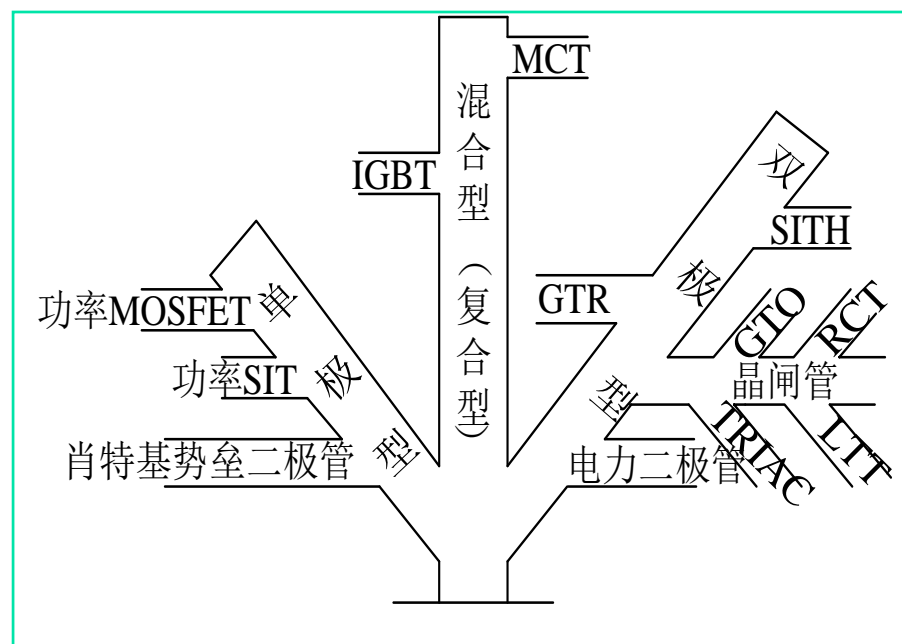 MCT
混合型（复合型）
IGBT
双极型
SITH
GTR
GTO
RCT
晶闸管
TRIAC
LTT
电力二极管
单极型
功率MOSFET
功率SIT
肖特基势垒二极管